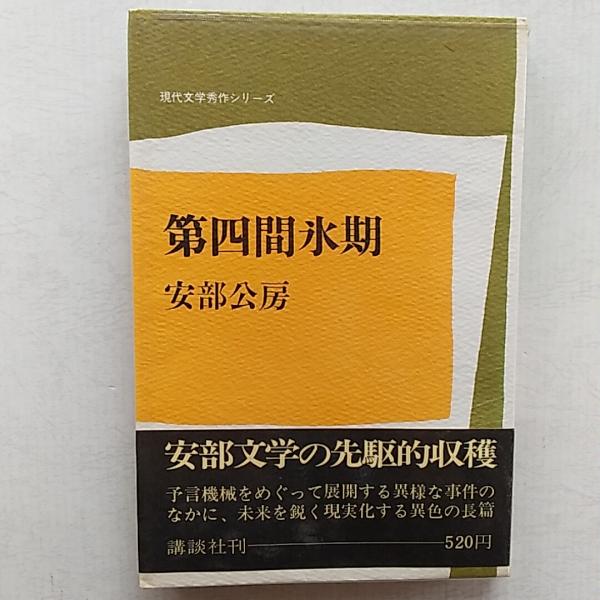 現代文学秀作シリーズ
第四間氷期
安部公房
安部文学の先駆的収穫
予言機械をめぐって展開する異様な事件の
なかに、未来を鋭く現実化する異色の長篇
講談社刊―――520円